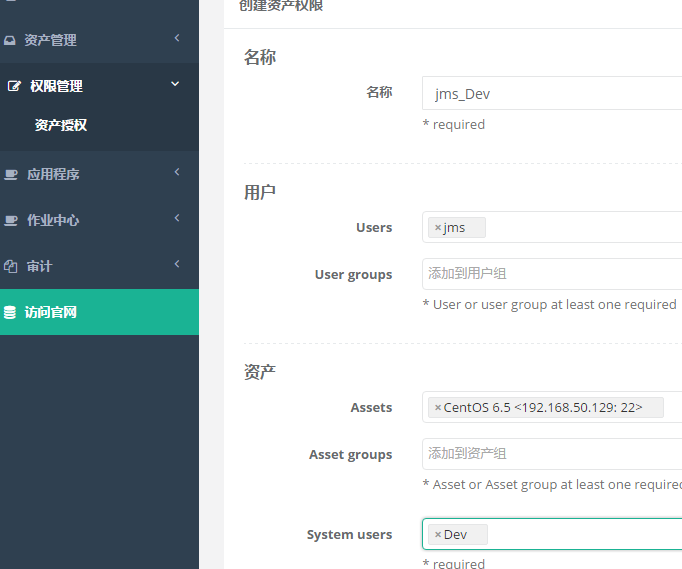 创建资产权限
资产管理
权限管理
资产授权
应用程序
作业中心
审计
访问官网
名称
名称
jms_Dev
* required
用户
Users
×jms
User groups
添加到用户组
* User or user group at least one required
资产
Assets
×CentOS 6.5 <192.168.50.129: 22>
Asset groups
添加到资产组
* Asset or Asset group at least one required
System users
×Dev
* required